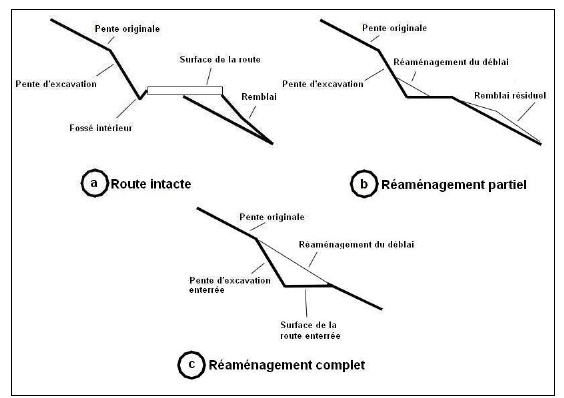 Pente originale
Surface de la route
Pente d'excavation
Remblai
Fossé intérieur
a Route intacte
Pente originale
Réaménagement du déblai
Pente d'excavation
Remblai résiduel
b Réaménagement partiel
Pente originale
Réaménagement du déblai
Pente d'excavation
enterrée
Surface de la
route enterrée
c Réaménagement complet